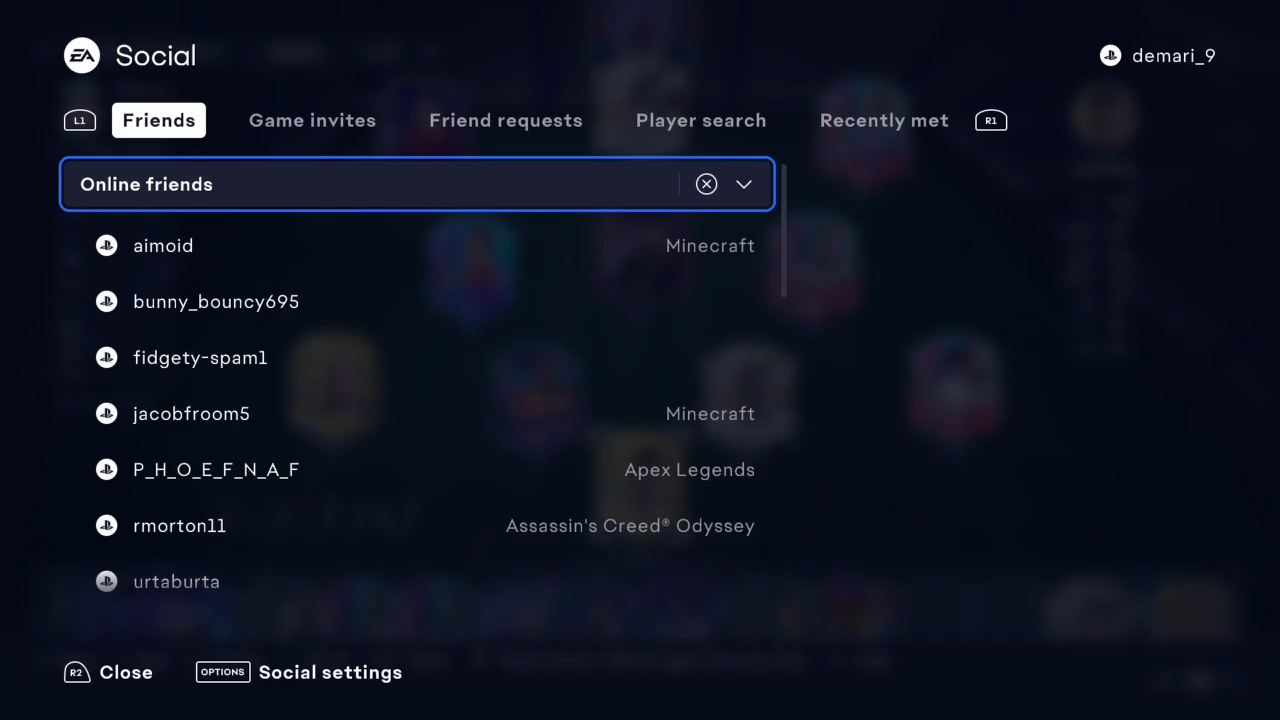 EA Social
demari_9
L1 Friends Game invites Friend requests Player search Recently met R1
Online friends
aimoid Minecraft
bunny_bouncy695
fidgety-spam1
jacobfroom5 Minecraft
P_H_O_E_F_N_A_F Apex Legends
rmorton11 Assassin's Creed® Odyssey
urtaburta
R2 Close OPTIONS Social settings